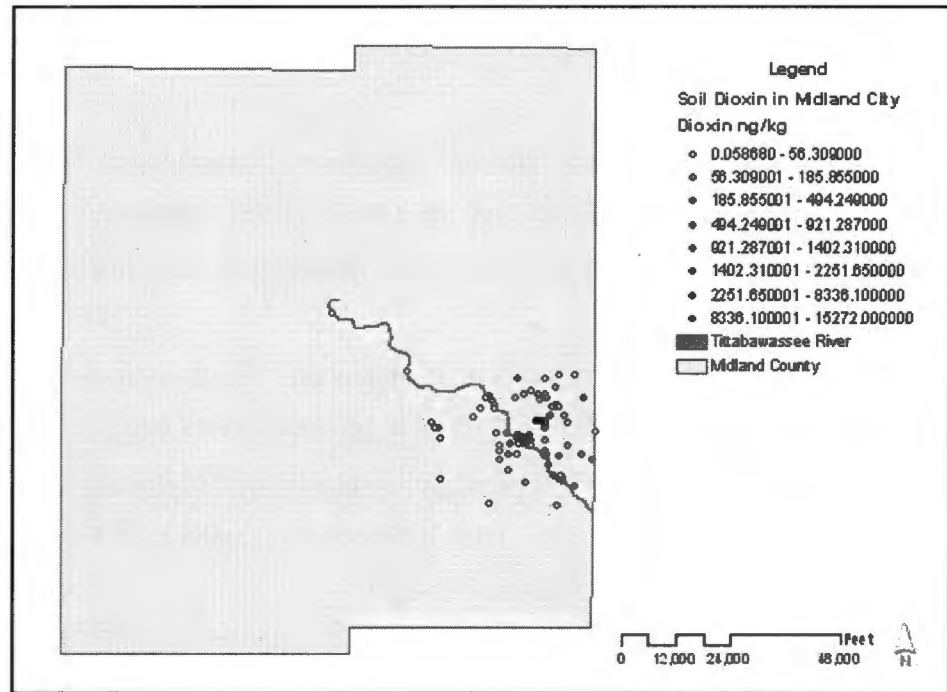 Legend
Soil Dioxin in Midland City
Dioxin ng/kg
0.058680 - 56.309000
56.309001 - 185.855000
185.855001 - 494.249000
494.249001 - 921.287000
921.287001 - 1402.310000
1402.310001 - 2251.650000
2251.650001 - 8336.100000
8336.100001 - 15272.000000
Tittabawassee River
Midland County
Feet
0 12,000 24,000 48,000
N